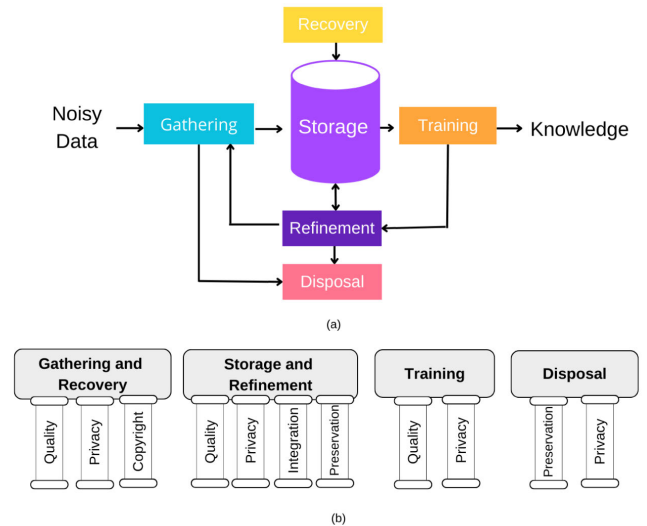 Recovery
Noisy
Data
Gathering
Storage
Training
Knowledge
Refinement
Disposal
(a)
Gathering and
Recovery
Quality
Privacy
Copyright
Storage and
Refinement
Quality
Privacy
Integration
Preservation
Training
Quality
Privacy
Disposal
Preservation
Privacy
(b)